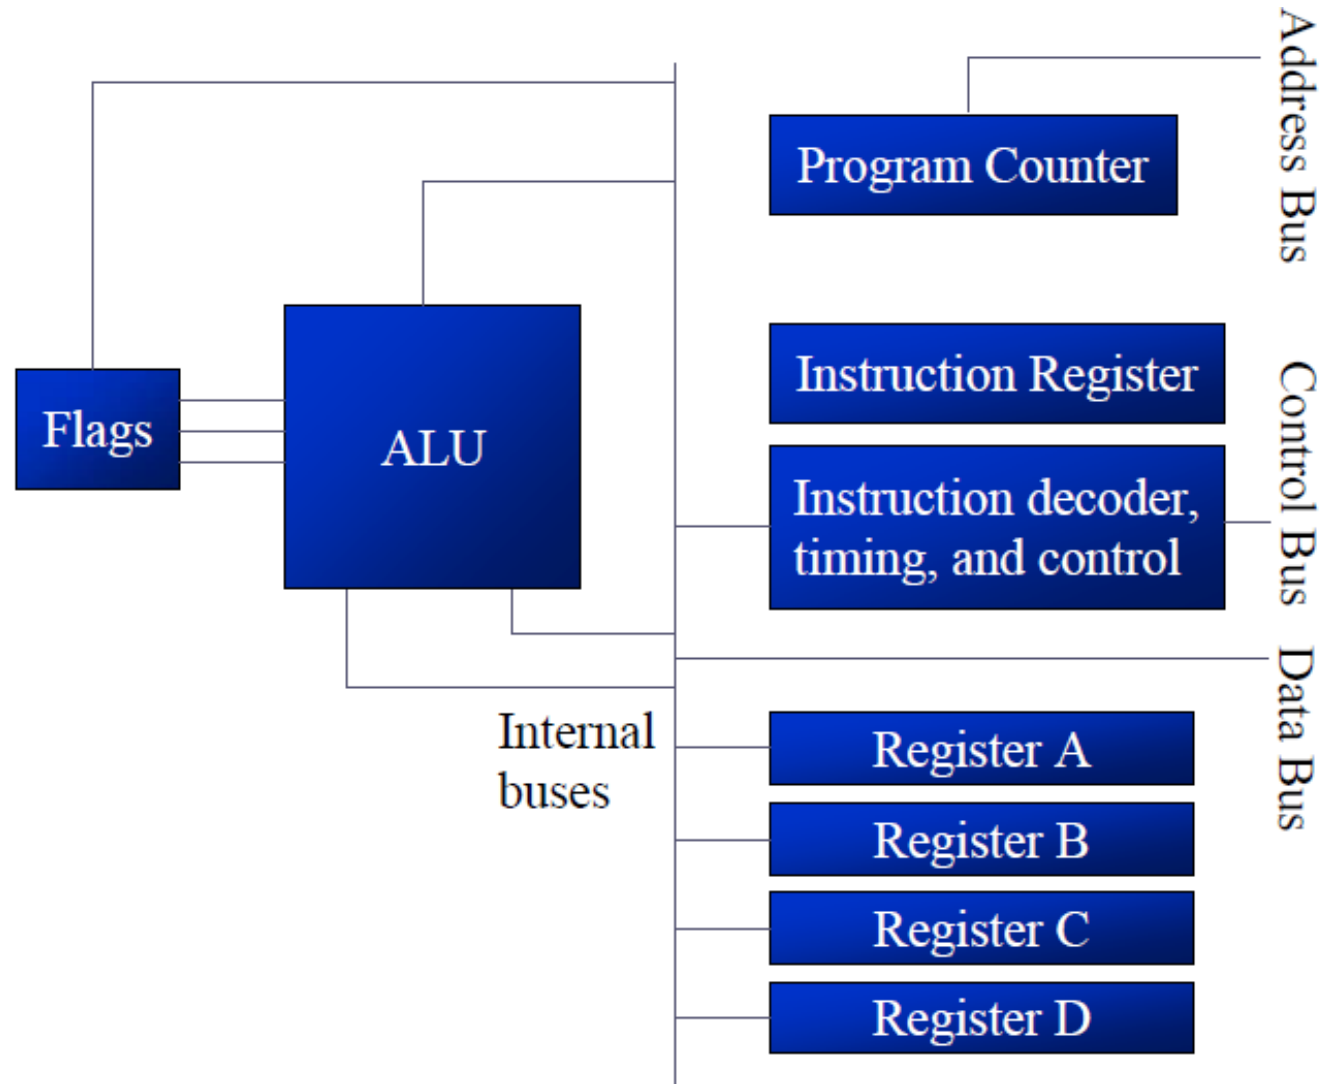 Address Bus
Program Counter
Instruction Register
Control Bus
Flags
ALU
Instruction decoder,
timing, and control
Data Bus
Internal
buses
Register A
Register B
Register C
Register D